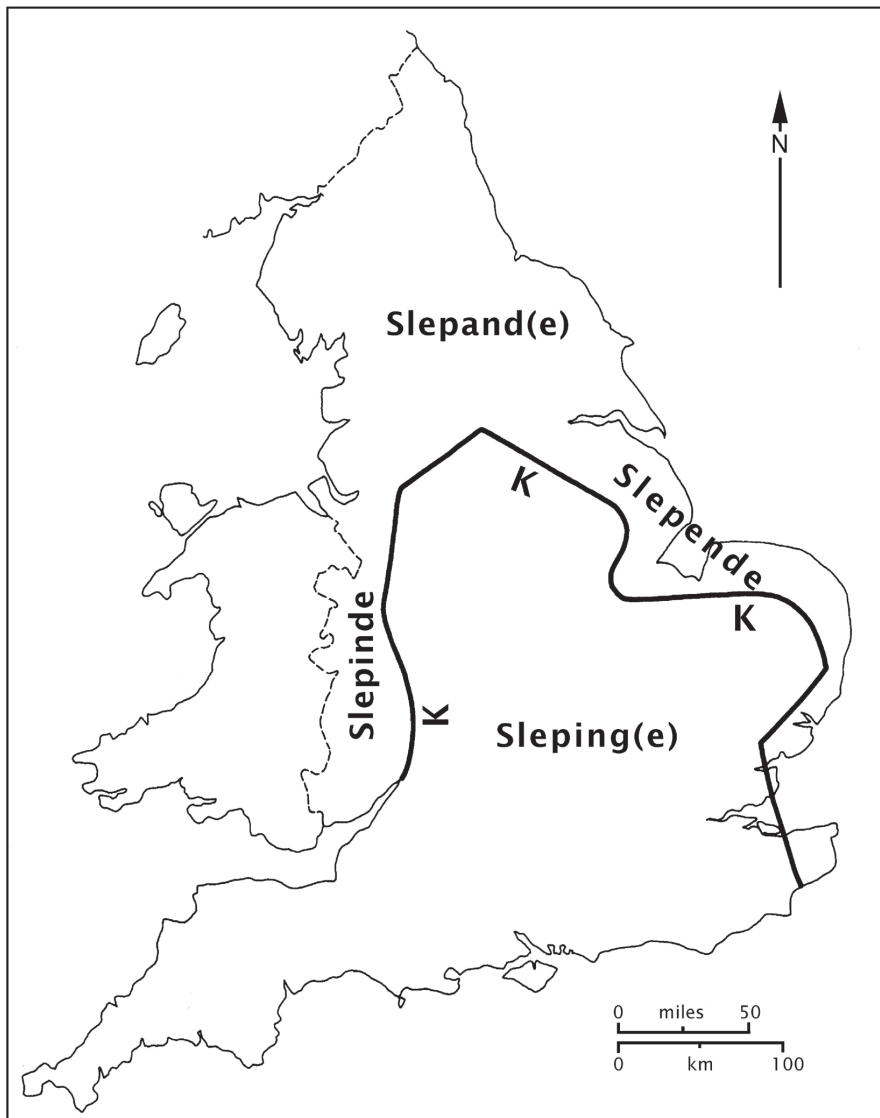 N
Slepand(e)
K
Slepende
K
Slepinde
K
Sleping(e)
0 miles 50
0 km 100